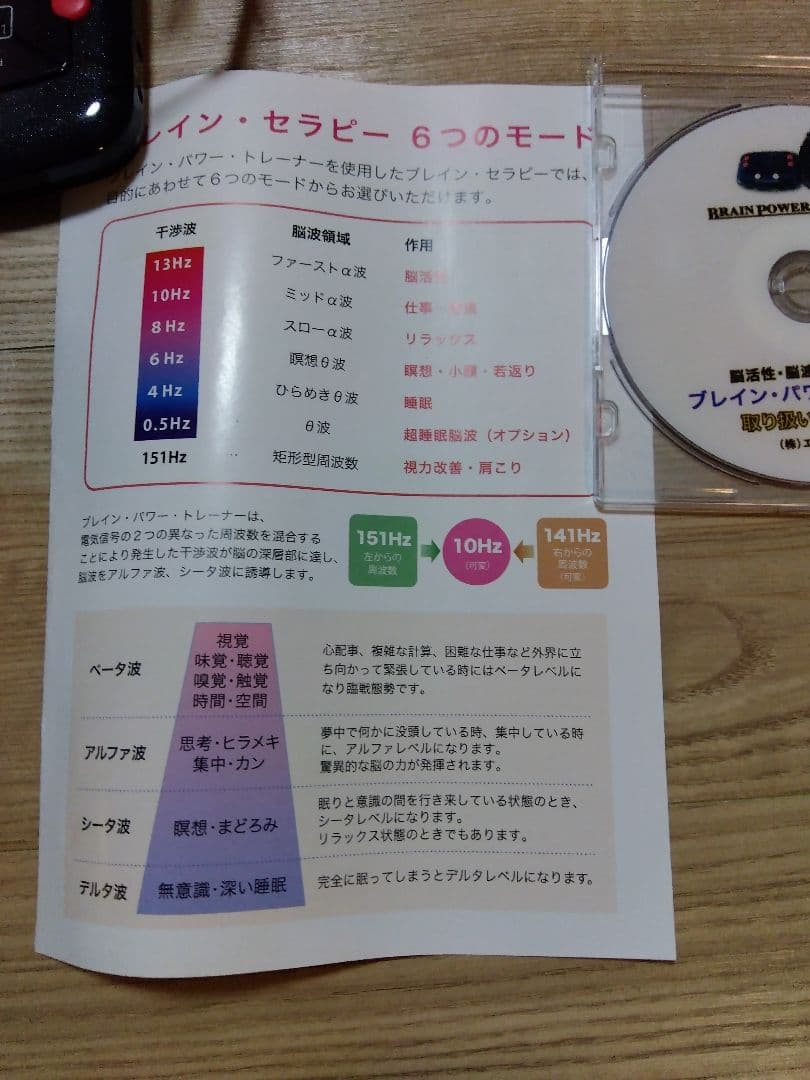 レイン・セラピー 6つのモード
ブレイン・パワー・トレーナーを使用したブレイン・セラピーでは、
目的にあわせて6つのモードからお選びいただけます。
干渉波 脳波領域 作用
13Hz ファーストα波 脳活性
10Hz ミッドα波 仕事・
8Hz スローα波 リラックス
6Hz 瞑想θ波 瞑想・小顔・若返り
4Hz ひらめきθ波 睡眠
0.5Hz θ波 超睡眠脳波(オプション)
151Hz … 矩形型周波数 視力改善・肩こり
ブレイン・パワー・トレーナーは、
電気信号の2つの異なった周波数を混合する
ことにより発生した干渉波が脳の深層部に達し、
脳波をアルファ波、シータ波に誘導します。
151Hz
左からの
周波数
10Hz
(可変)
141Hz
右からの
周波数
(可変)
ベータ波
視覚
味覚・聴覚
嗅覚・触覚
時間・空間
心配事、複雑な計算、困難な仕事など外界に立
ち向かって緊張している時にはベータレベルに
なり臨戦態勢です。
アルファ波
思考・ヒラメキ
集中・カン
夢中で何かに没頭している時、集中している時
に、アルファレベルになります。
驚異的な脳の力が発揮されます。
シータ波
瞑想・まどろみ
眠りと意識の間を行き来している状態のとき、
シータレベルになります。
リラックス状態のときでもあります。
デルタ波
無意識・深い睡眠
完全に眠ってしまうとデルタレベルになります。
BRAIN POWER
脳活性・脳波
ブレイン・パワ
取り扱い
(株)エ